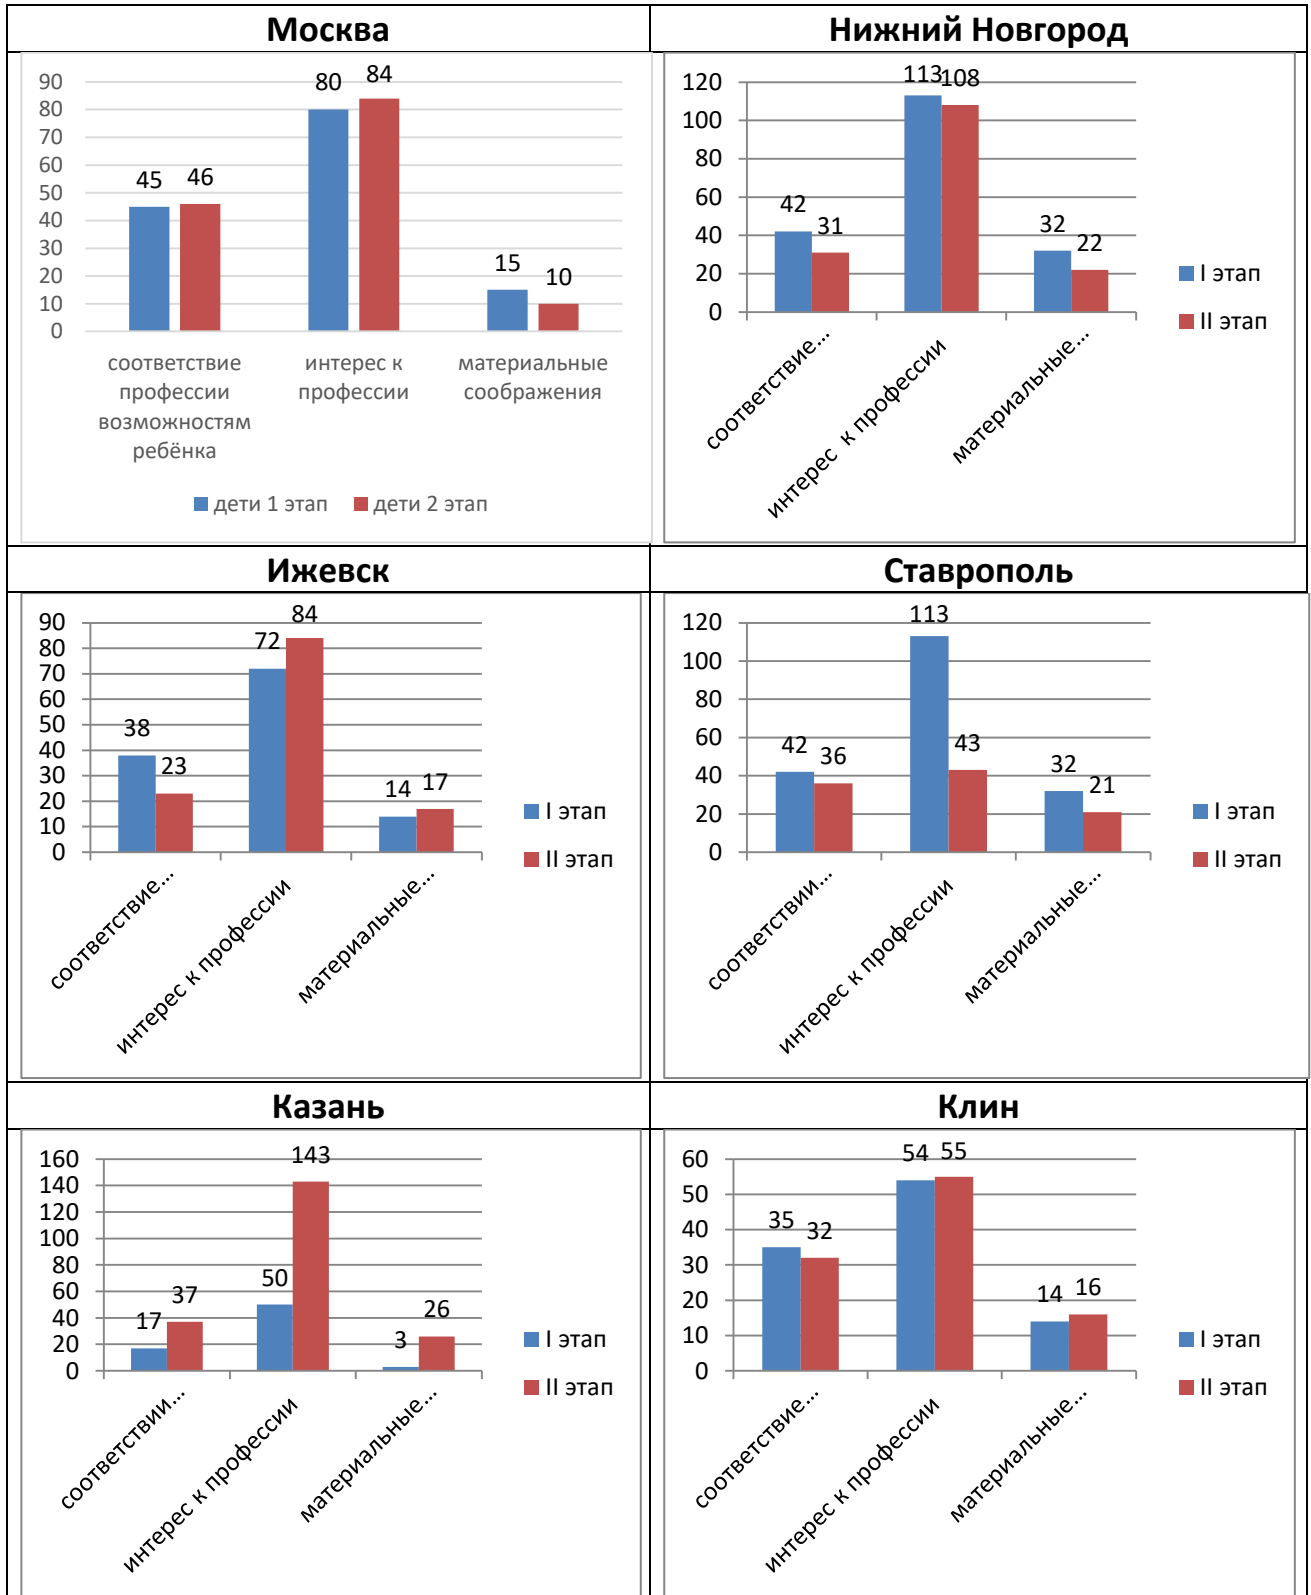 Москва
90
80
70
60
50
40
30
20
10
0
45
46
80
84
15
10
соответствие
профессии
возможностям
ребёнка
интерес к
профессии
материальные
соображения
дети 1 этап
дети 2 этап
Нижний Новгород
120
100
80
60
40
20
0
42
31
113
108
32
22
соответствие...
интерес к профессии
материальные...
I этап
II этап
Ижевск
90
80
70
60
50
40
30
20
10
0
38
23
72
84
14
17
соответствие...
интерес к профессии
материальные...
I этап
II этап
Ставрополь
120
100
80
60
40
20
0
42
36
113
43
32
21
соответствии...
интерес к профессии
материальные...
I этап
II этап
Казань
160
140
120
100
80
60
40
20
0
17
37
50
143
3
26
соответствии...
интерес к профессии
материальные...
I этап
II этап
Клин
60
50
40
30
20
10
0
35
32
54
55
14
16
соответствие...
интерес к профессии
материальные...
I этап
II этап